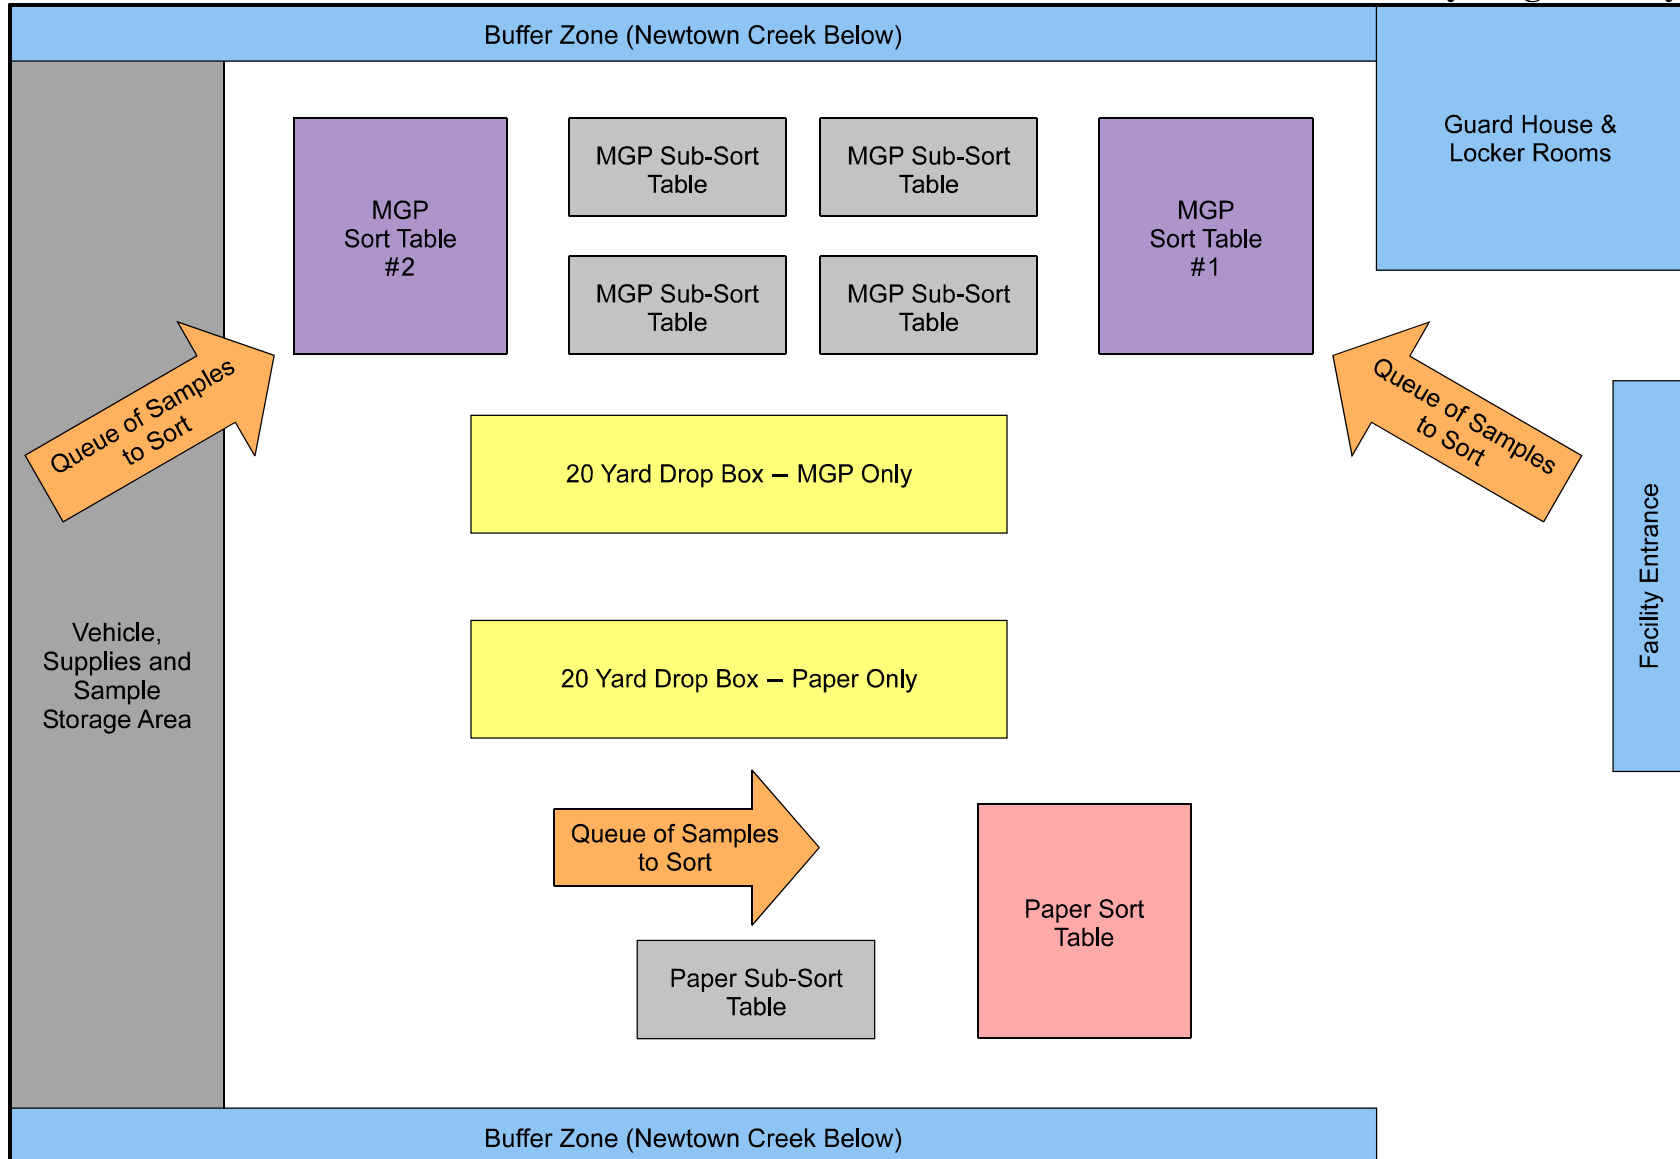 Buffer Zone (Newtown Creek Below)
Guard House &
Locker Rooms
MGP
Sort Table
#2
MGP Sub-Sort
Table
MGP Sub-Sort
Table
MGP
Sort Table
#1
MGP Sub-Sort
Table
MGP Sub-Sort
Table
Queue of Samples
to Sort
Queue of Samples
to Sort
20 Yard Drop Box – MGP Only
Facility Entrance
Vehicle,
Supplies and
Sample
Storage Area
20 Yard Drop Box – Paper Only
Queue of Samples
to Sort
Paper Sort
Table
Paper Sub-Sort
Table
Buffer Zone (Newtown Creek Below)